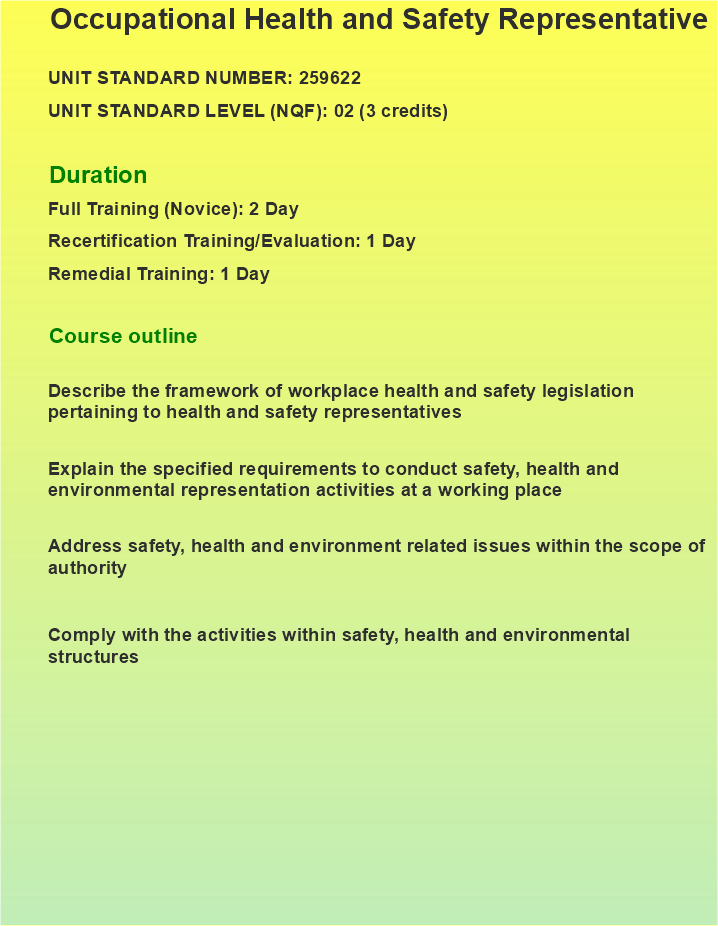 Occupational Health and Safety Representative
UNIT STANDARD NUMBER: 259622
UNIT STANDARD LEVEL (NQF): 02 (3 credits)
Duration
Full Training (Novice): 2 Day
Recertification Training/Evaluation: 1 Day
Remedial Training: 1 Day
Course outline
Describe the framework of workplace health and safety legislation
pertaining to health and safety representatives
Explain the specified requirements to conduct safety, health and
environmental representation activities at a working place
Address safety, health and environment related issues within the scope of
authority
Comply with the activities within safety, health and environmental
structures